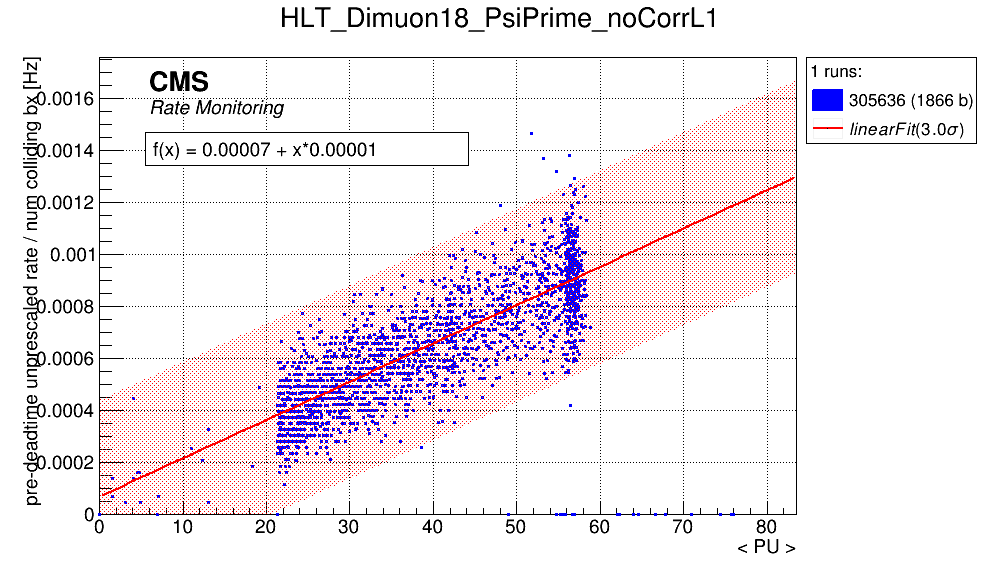 HLT_Dimuon18_PsiPrime_noCorrL1
pre-deadtime unprescaled rate / num colliding bx [Hz]
CMS
Rate Monitoring
f(x) = 0.00007 + x*0.00001
1 runs:
305636 (1866 b)
linearFit(3.0σ)
0.0016
0.0014
0.0012
0.001
0.0008
0.0006
0.0004
0.0002
0
0 10 20 30 40 50 60 70 80
< PU >